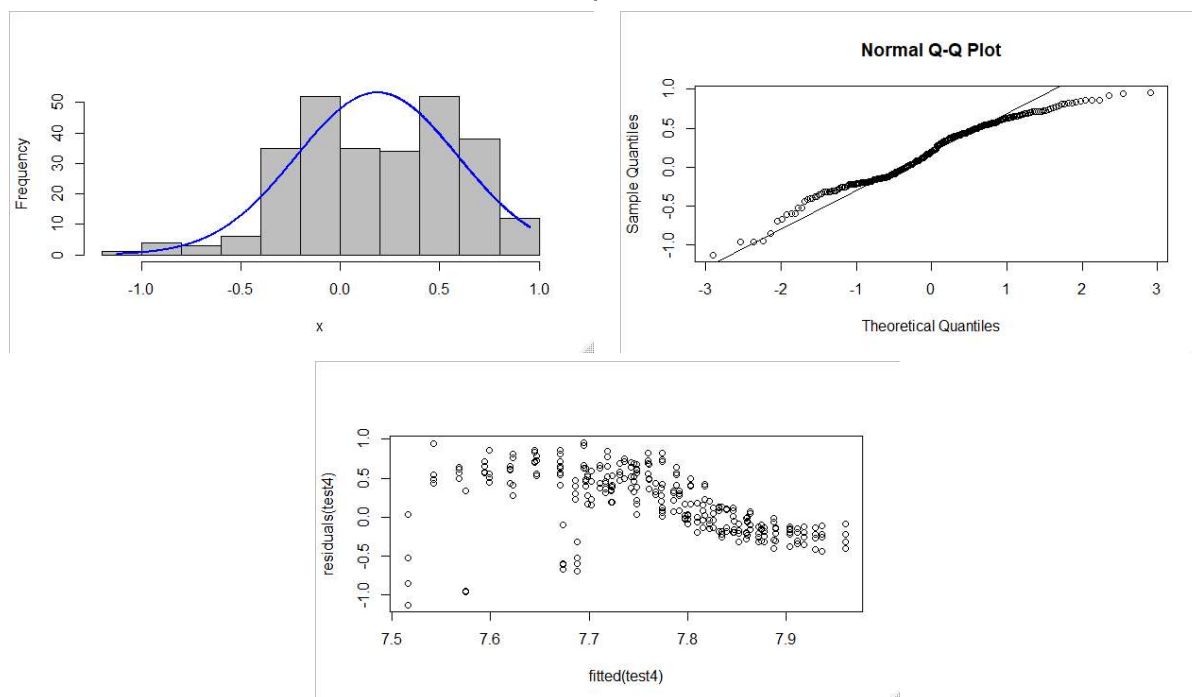 Frequency
0 10 20 30 40 50
-1.0 -0.5 0.0 0.5 1.0
x
Normal Q-Q Plot
Sample Quantiles
-1.0 -0.5 0.0 0.5 1.0
-3 -2 -1 0 1 2 3
Theoretical Quantiles
residuals(test4)
-1.0 -0.5 0.0 0.5 1.0
7.5 7.6 7.7 7.8 7.9
fitted(test4)